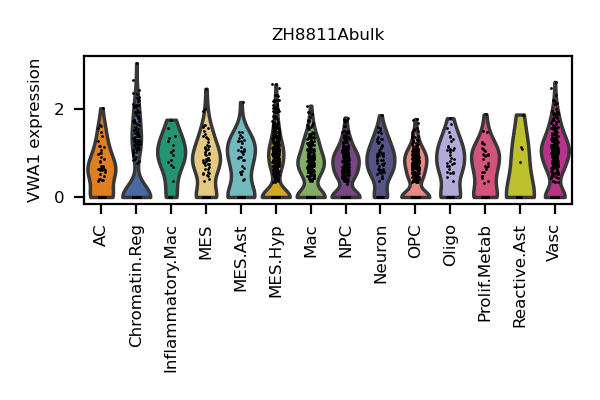 ZH8811Abulk
VWA1 expression
2
0
AC
Chromatin.Reg
Inflammatory.Mac
MES
MES.Ast
MES.Hyp
Mac
NPC
Neuron
OPC
Oligo
Prolif.Metab
Reactive.Ast
Vasc